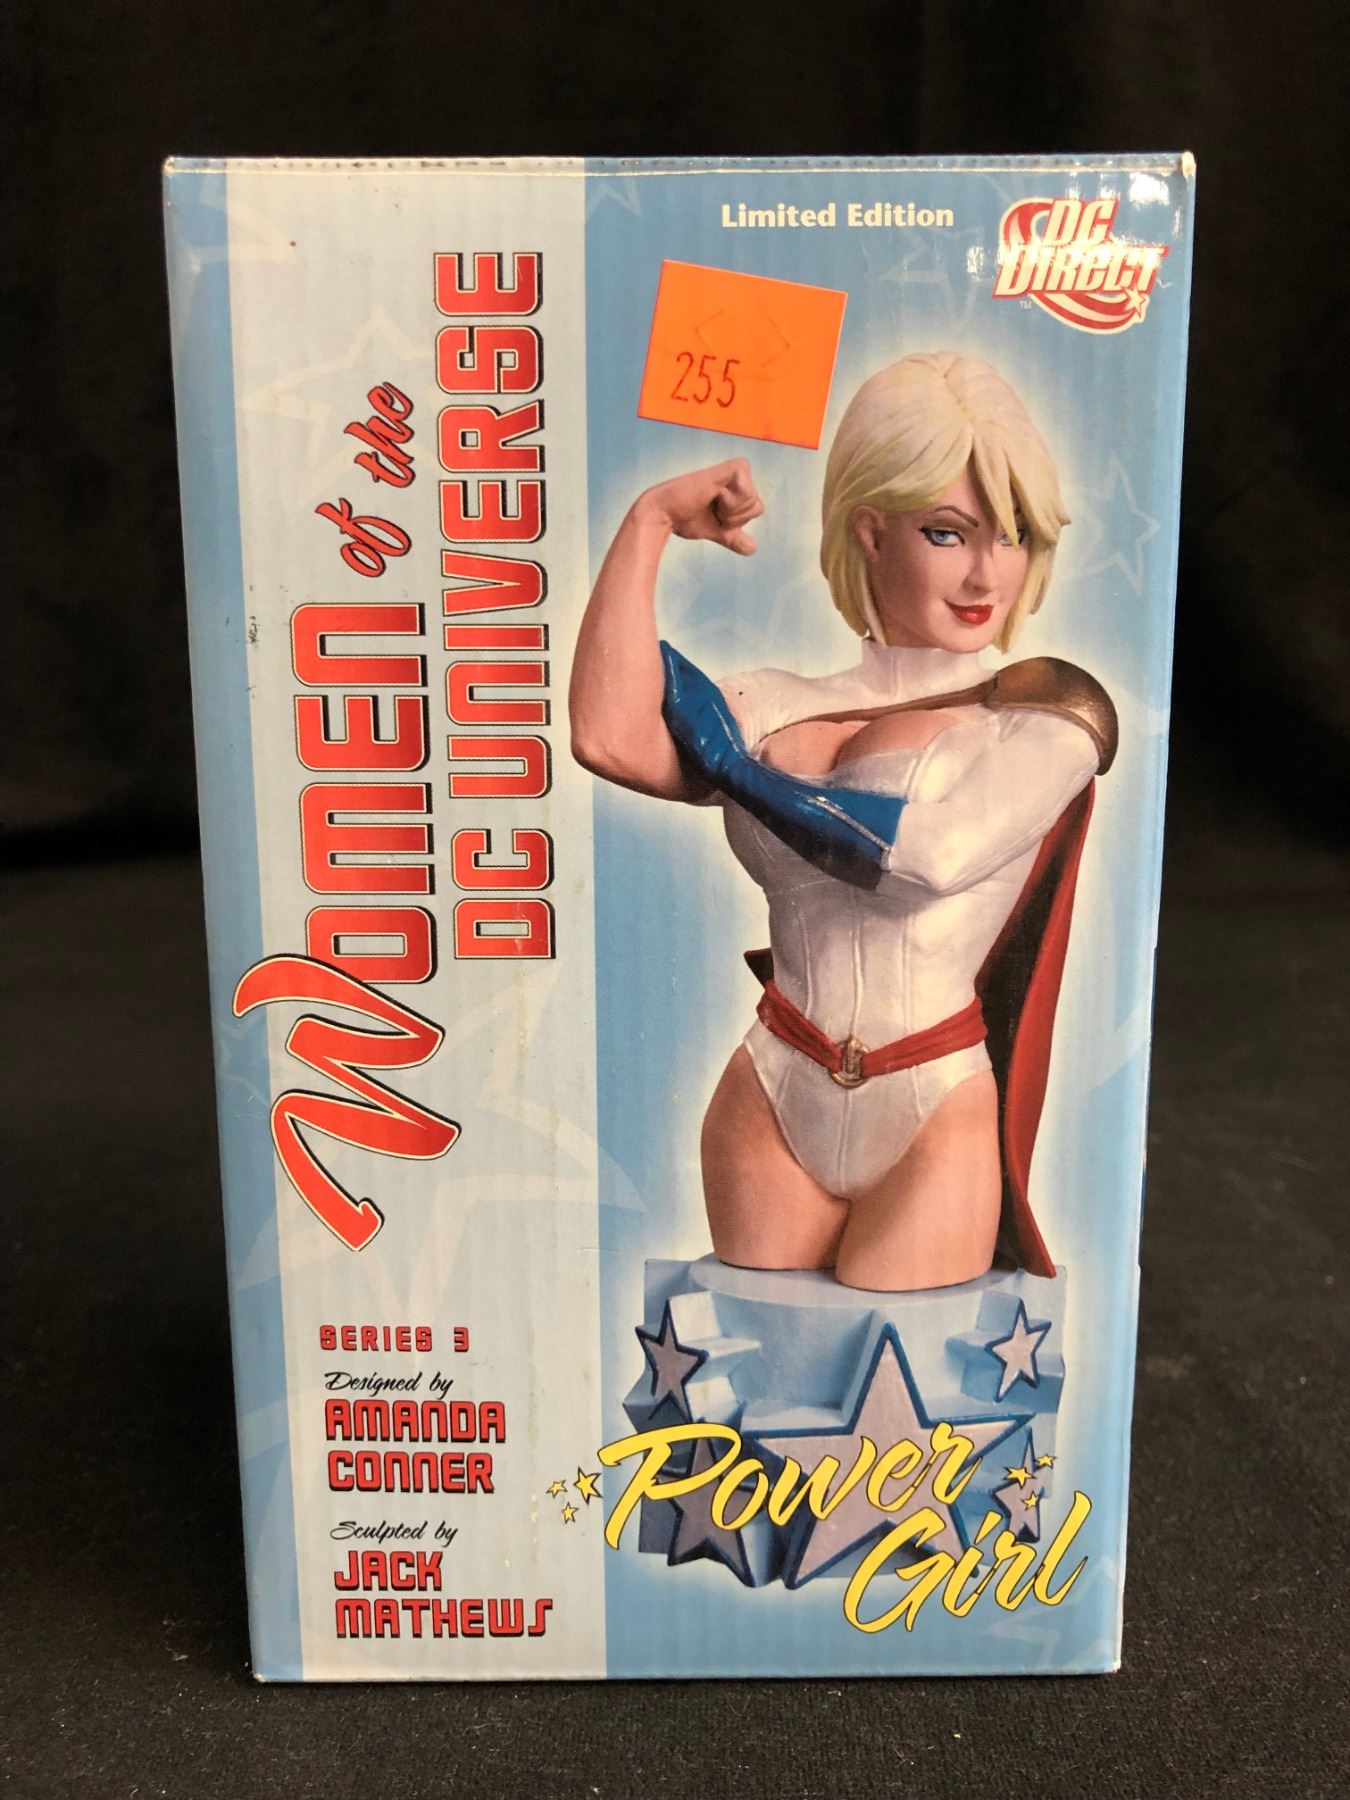 Limited Edition
DC
DIRECT
TM
255
Women of the
DC UNIVERSE
SERIES 3
Designed by
AMANDA
CONNER
Sculpted by
JACK
MATHEWS
Power
Girl